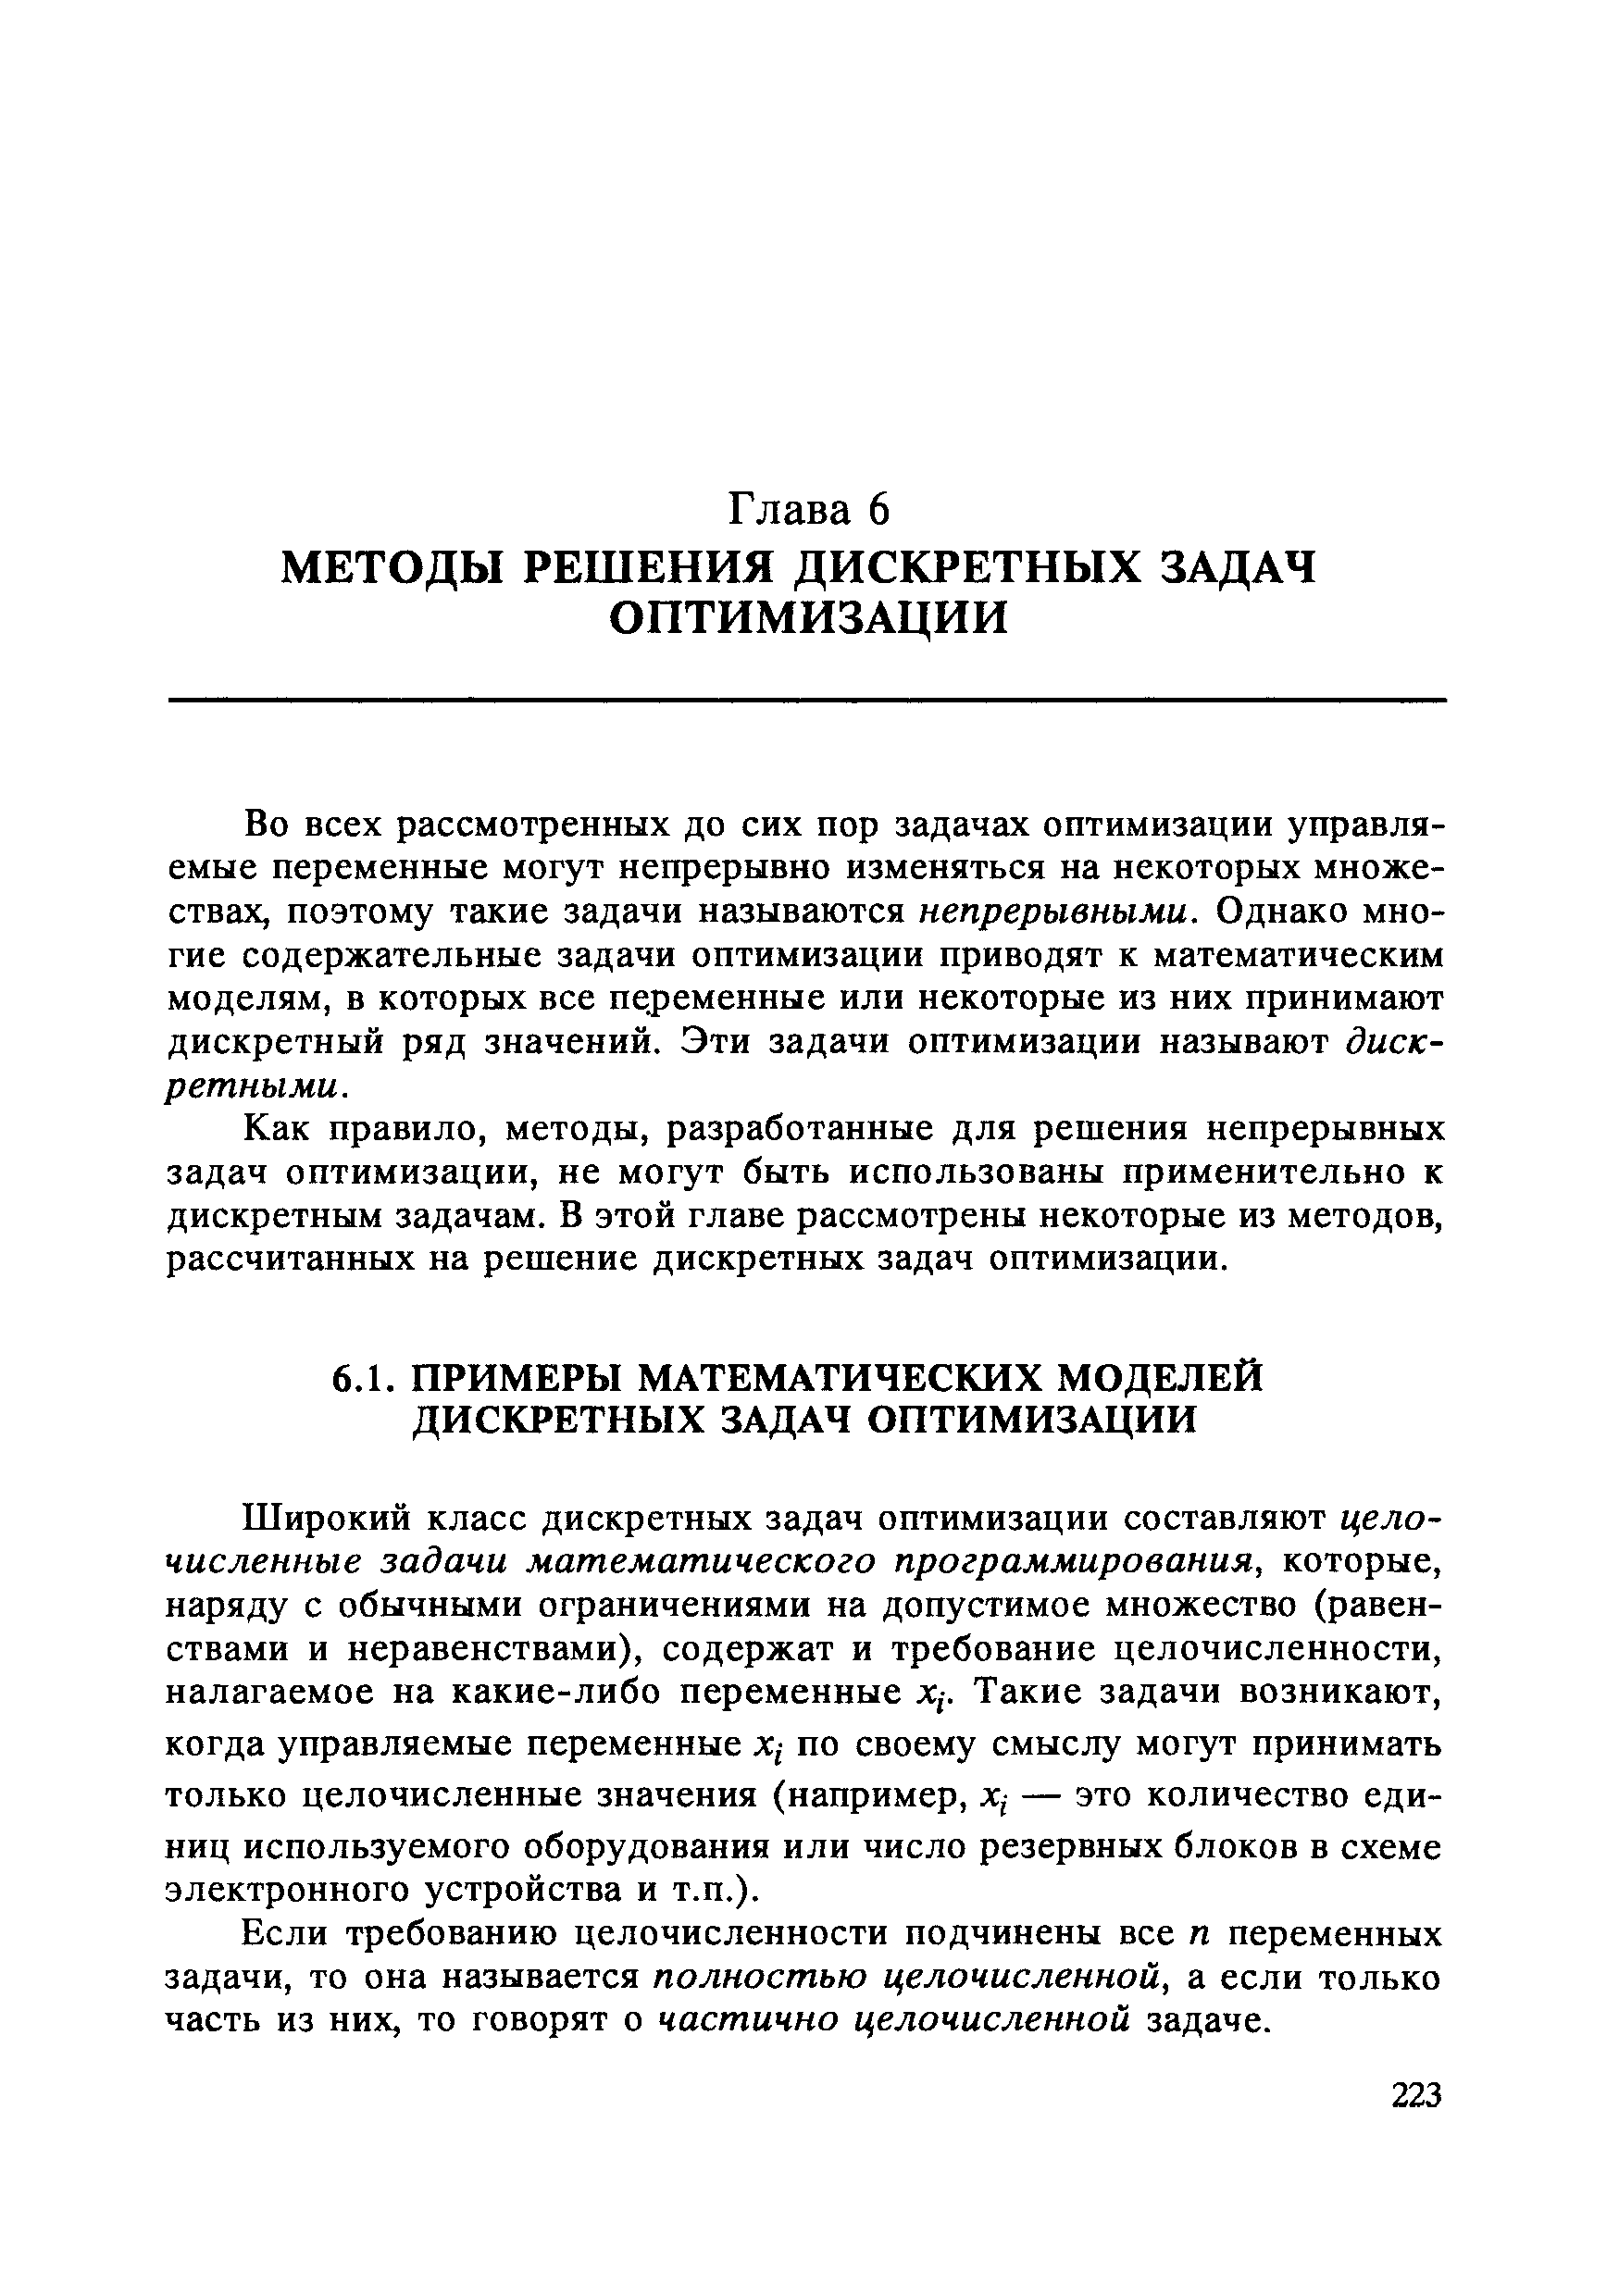 Глава 6
МЕТОДЫ РЕШЕНИЯ ДИСКРЕТНЫХ ЗАДАЧ
ОПТИМИЗАЦИИ
Во всех рассмотренных до сих пор задачах оптимизации управля-
емые переменные могут непрерывно изменяться на некоторых множе-
ствах, поэтому такие задачи называются непрерывными. Однако мно-
гие содержательные задачи оптимизации приводят к математическим
моделям, в которых все переменные или некоторые из них принимают
дискретный ряд значений. Эти задачи оптимизации называют диск-
ретными.
Как правило, методы, разработанные для решения непрерывных
задач оптимизации, не могут быть использованы применительно к
дискретным задачам. В этой главе рассмотрены некоторые из методов,
рассчитанных на решение дискретных задач оптимизации.
6.1. ПРИМЕРЫ МАТЕМАТИЧЕСКИХ МОДЕЛЕЙ
ДИСКРЕТНЫХ ЗАДАЧ ОПТИМИЗАЦИИ
Широкий класс дискретных задач оптимизации составляют цело-
численные задачи математического программирования, которые,
наряду с обычными ограничениями на допустимое множество (равен-
ствами и неравенствами), содержат и требование целочисленности,
налагаемое на какие-либо переменные xᵢ. Такие задачи возникают,
когда управляемые переменные xᵢ по своему смыслу могут принимать
только целочисленные значения (например, xᵢ — это количество еди-
ниц используемого оборудования или число резервных блоков в схеме
электронного устройства и т.п.).
Если требованию целочисленности подчинены все n переменных
задачи, то она называется полностью целочисленной, а если только
часть из них, то говорят о частично целочисленной задаче.
223